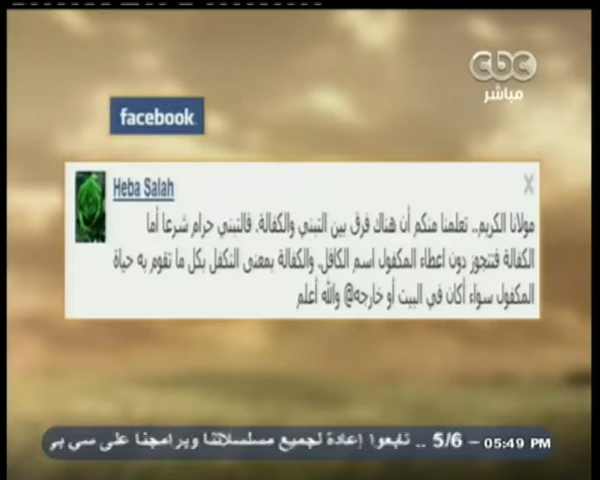 cbc
مباشر
facebook
Heba Salah
X
مولانا الكريم.. تعلمنا منكم أن هناك فرق بين التبني والكفالة. فالتبني حرام شرعا أما
الكفالة فتجوز دون اعطاء المكفول اسم الكافل. والكفالة بمعنى التكفل بكل ما تقوم به حياة
المكفول سواء أكان في البيت أو خارجه@ والله أعلم
05:49 PM – 5/6 .. تابعوا إعادة لجميع مسلسلاتنا وبرامجنا على سي بي